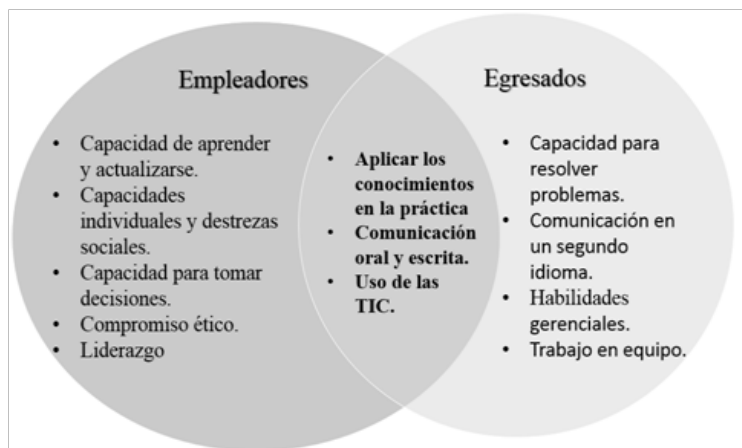 Empleadores
• Capacidad de aprender
y actualizarse.
• Capacidades
individuales y destrezas
sociales.
• Capacidad para tomar
decisiones.
• Compromiso ético.
• Liderazgo
• Aplicar los
conocimientos
en la práctica
• Comunicación
oral y escrita.
• Uso de las
TIC.
Egresados
• Capacidad para
resolver
problemas.
• Comunicación en
un segundo
idioma.
• Habilidades
gerenciales.
• Trabajo en equipo.